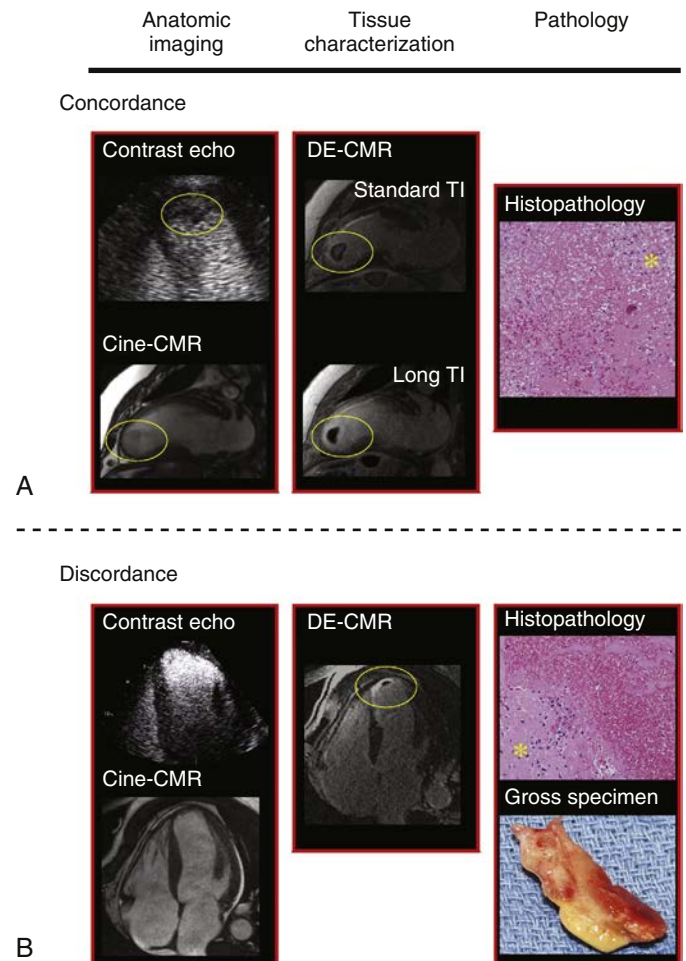 Anatomic
imaging
Tissue
characterization
Pathology
Concordance
Contrast echo
Cine-CMR
DE-CMR
Standard TI
Long TI
Histopathology
*
A
Discordance
Contrast echo
Cine-CMR
DE-CMR
Histopathology
*
Gross specimen
B